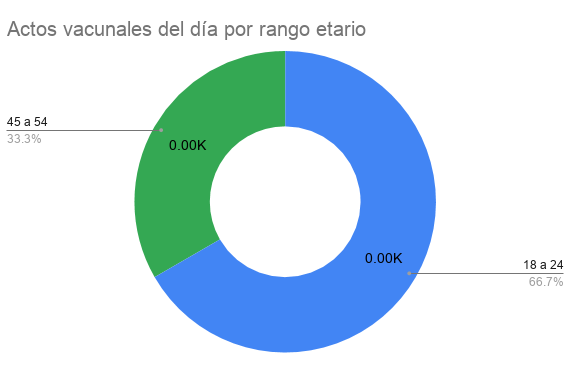 Actos vacunales del día por rango etario
45 a 54
33.3%
0.00K
0.00K
18 a 24
66.7%